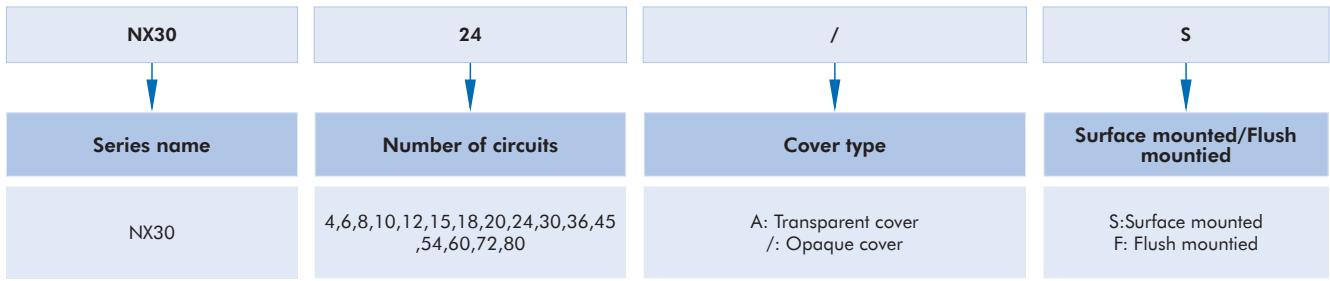 NX30
24
/
S
Series name
Number of circuits
Cover type
Surface mounted/Flush
mountied
NX30
4,6,8,10,12,15,18,20,24,30,36,45
,54,60,72,80
A: Transparent cover
/: Opaque cover
S:Surface mounted
F: Flush mountied